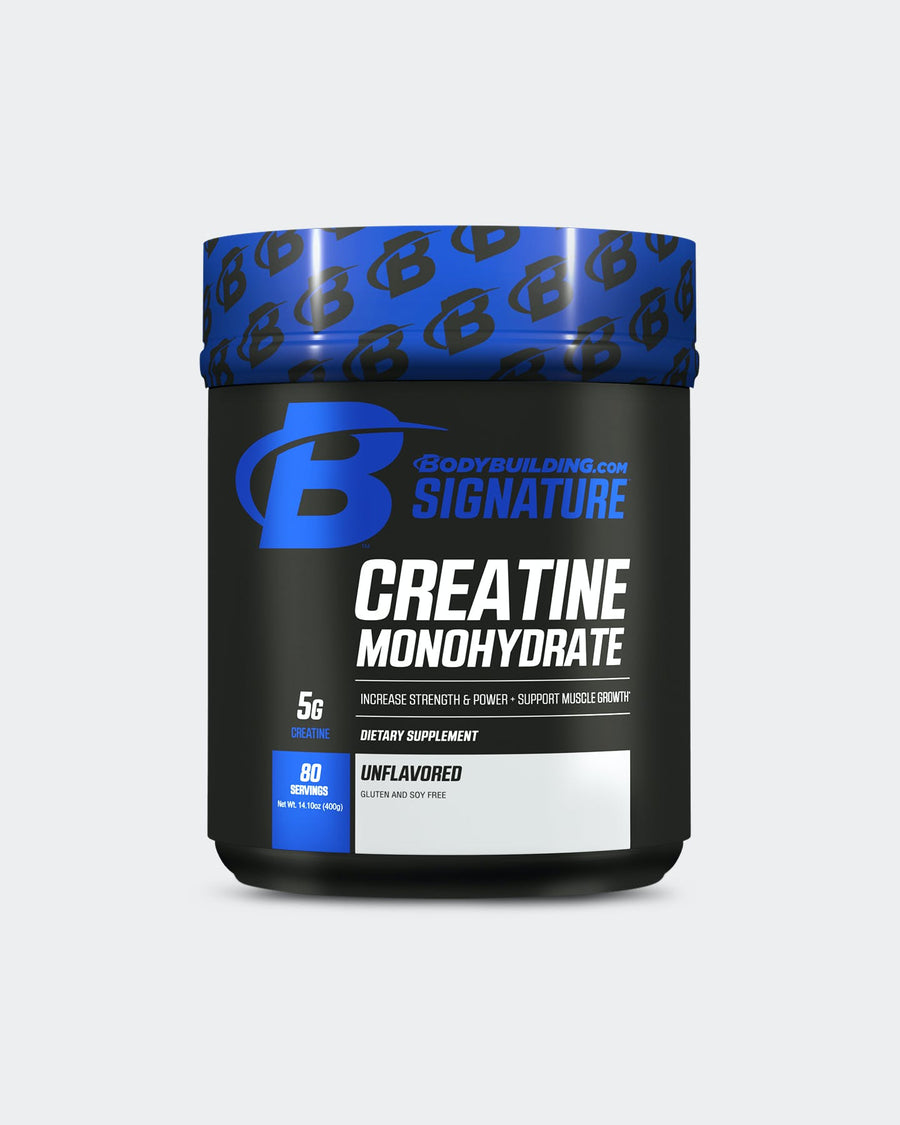 B
BODYBUILDING.COM
SIGNATURE
™
CREATINE
MONOHYDRATE
INCREASE STRENGTH & POWER • SUPPORT MUSCLE GROWTH*
5G
CREATINE
DIETARY SUPPLEMENT
80
SERVINGS
Net Wt. 14.10oz (400g)
UNFLAVORED
GLUTEN AND SOY FREE